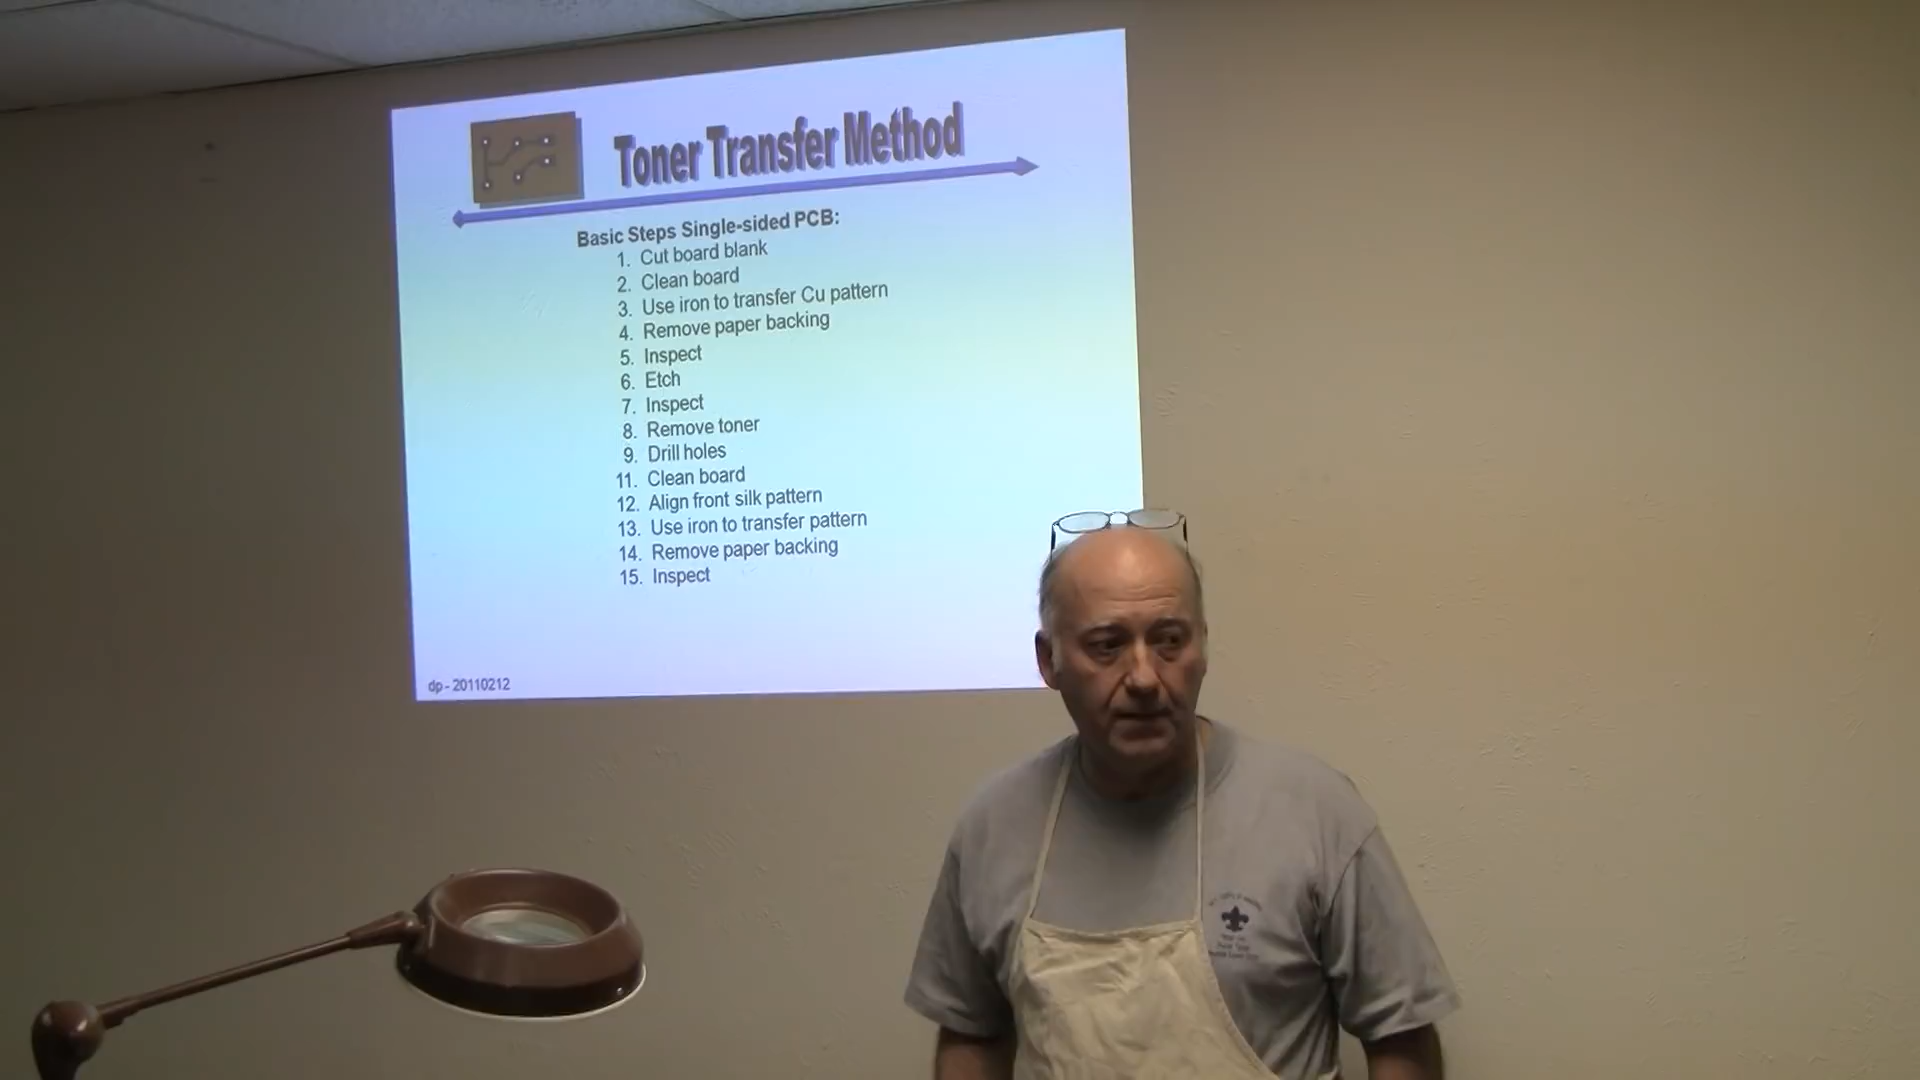 Toner Transfer Method
Basic Steps Single-sided PCB:
1. Cut board blank
2. Clean board
3. Use iron to transfer Cu pattern
4. Remove paper backing
5. Inspect
6. Etch
7. Inspect
8. Remove toner
9. Drill holes
11. Clean board
12. Align front silk pattern
13. Use iron to transfer pattern
14. Remove paper backing
15. Inspect
dp - 20110212